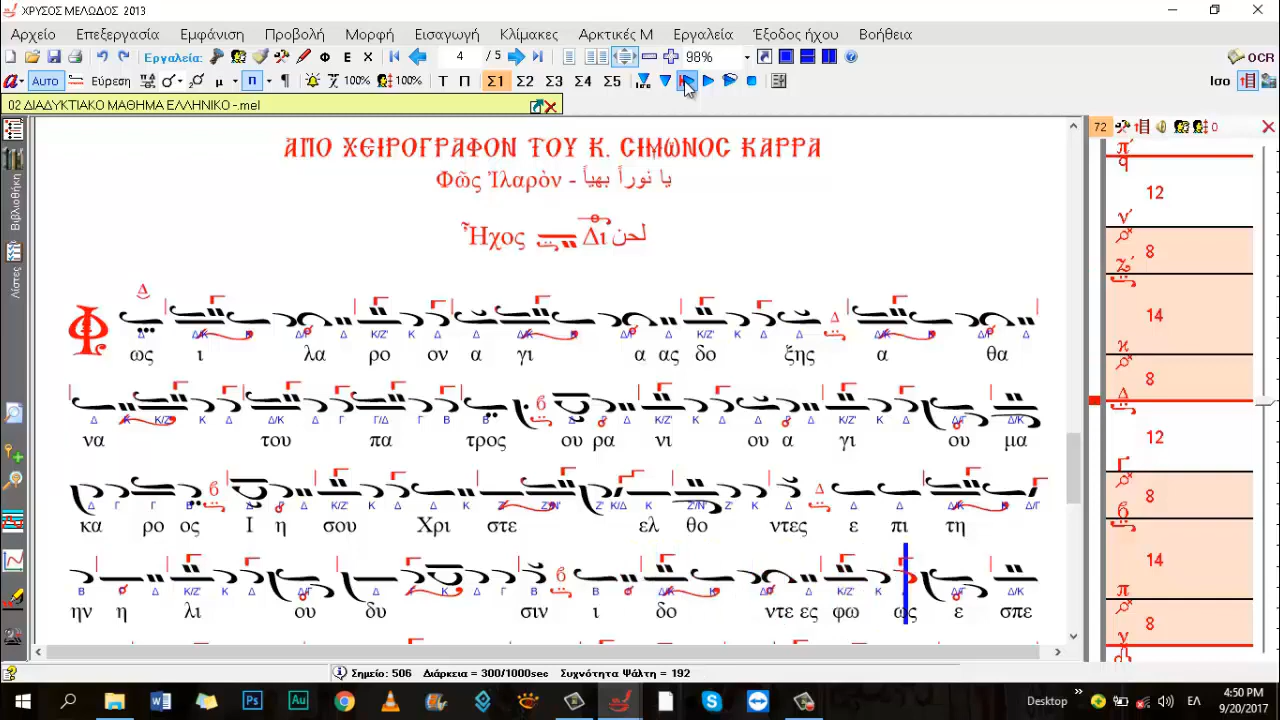 ΧΡΥΣΟΣ ΜΕΛΩΔΟΣ 2013
Αρχείο Επεξεργασία Εμφάνιση Προβολή Μορφή Εισαγωγή Κλίμακες Αρκτικές Μ Εργαλεία Έξοδος ήχου Βοήθεια
Εργαλεία: Φ Ε Χ 4 / 5 98% OCR
α Αυτο Εύρεση μ Π ¶ 100% 100% Τ Π Σ1 Σ2 Σ3 Σ4 Σ5 Ισο
02 ΔΙΑΔΥΚΤΙΑΚΟ ΜΑΘΗΜΑ ΕΛΛΗΝΙΚΟ -.mel
72 0
Βιβλιοθήκη
Λίστες
ΑΠΟ ΧΕΙΡΟΓΡΑΦΟΝ ΤΟΥ Κ. ΣΙΜΩΝΟΣ ΚΑΡΡΑ
Φῶς Ἱλαρὸν - يا نوراً بهياً
Ἦχος Δι لحن
Φ ως ι λα ρο ον α γι α ας δο ξης α θα
να του πα τρος ου ρα νι ου α γι ου μα
κα ρο ος Ι η σου Χρι στε ελ θο ντες ε πι τη
ην η λι ου δυ σιν ι δο ντε ες φω ως ε σπε
π΄
12
ν΄
8
ζ΄
14
κ
8
Δ
12
Γ
8
β
14
π
8
ν
Σημείο: 506 Διάρκεια = 300/1000sec Συχνότητα Ψάλτη = 192
Desktop ΕΛ 4:50 PM
9/20/2017